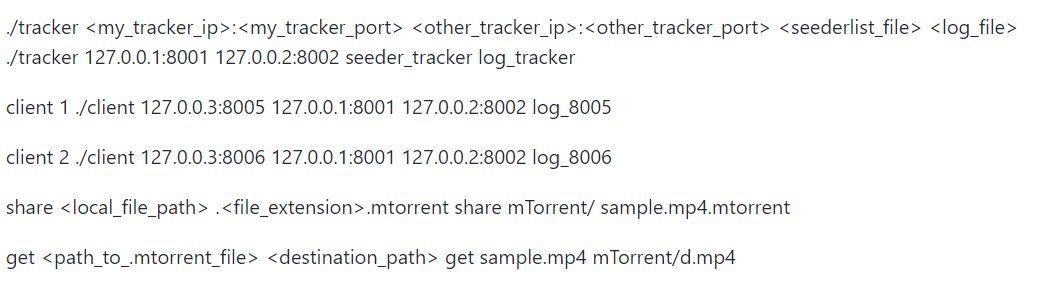 ./tracker <my_tracker_ip>:<my_tracker_port> <other_tracker_ip>:<other_tracker_port> <seederlist_file> <log_file>
./tracker 127.0.0.1:8001 127.0.0.2:8002 seeder_tracker log_tracker
client 1 ./client 127.0.0.3:8005 127.0.0.1:8001 127.0.0.2:8002 log_8005
client 2 ./client 127.0.0.3:8006 127.0.0.1:8001 127.0.0.2:8002 log_8006
share <local_file_path> .<file_extension>.mtorrent share mTorrent/ sample.mp4.mtorrent
get <path_to_.mtorrent_file> <destination_path> get sample.mp4 mTorrent/d.mp4